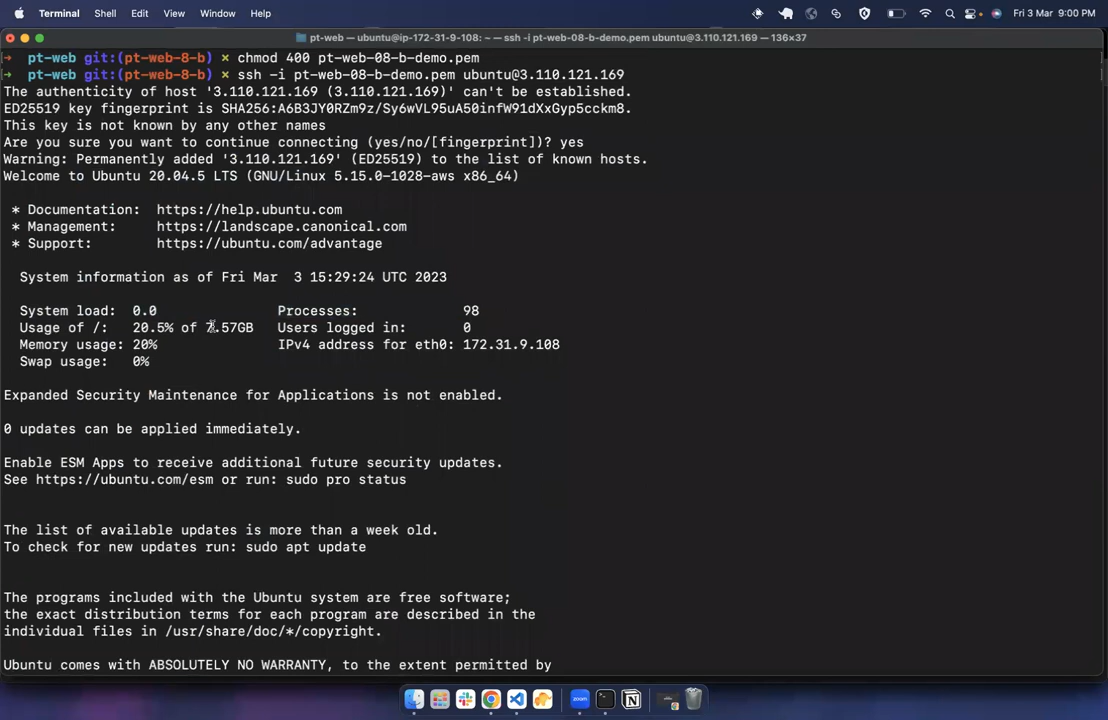 Terminal Shell Edit View Window Help Fri 3 Mar 9:00 PM
pt-web — ubuntu@ip-172-31-9-108: ~ — ssh -i pt-web-08-b-demo.pem ubuntu@3.110.121.169 — 136×37
→ pt-web git:(pt-web-8-b) × chmod 400 pt-web-08-b-demo.pem
→ pt-web git:(pt-web-8-b) × ssh -i pt-web-08-b-demo.pem ubuntu@3.110.121.169
The authenticity of host '3.110.121.169 (3.110.121.169)' can't be established.
ED25519 key fingerprint is SHA256:A6B3JY0RZm9z/Sy6wVL95uA50infW91dXxGyp5cckm8.
This key is not known by any other names
Are you sure you want to continue connecting (yes/no/[fingerprint])? yes
Warning: Permanently added '3.110.121.169' (ED25519) to the list of known hosts.
Welcome to Ubuntu 20.04.5 LTS (GNU/Linux 5.15.0-1028-aws x86_64)
* Documentation: https://help.ubuntu.com
* Management: https://landscape.canonical.com
* Support: https://ubuntu.com/advantage
System information as of Fri Mar 3 15:29:24 UTC 2023
System load: 0.0 Processes: 98
Usage of /: 20.5% of 7.57GB Users logged in: 0
Memory usage: 20% IPv4 address for eth0: 172.31.9.108
Swap usage: 0%
Expanded Security Maintenance for Applications is not enabled.
0 updates can be applied immediately.
Enable ESM Apps to receive additional future security updates.
See https://ubuntu.com/esm or run: sudo pro status
The list of available updates is more than a week old.
To check for new updates run: sudo apt update
The programs included with the Ubuntu system are free software;
the exact distribution terms for each program are described in the
individual files in /usr/share/doc/*/copyright.
Ubuntu comes with ABSOLUTELY NO WARRANTY, to the extent permitted by
zoom